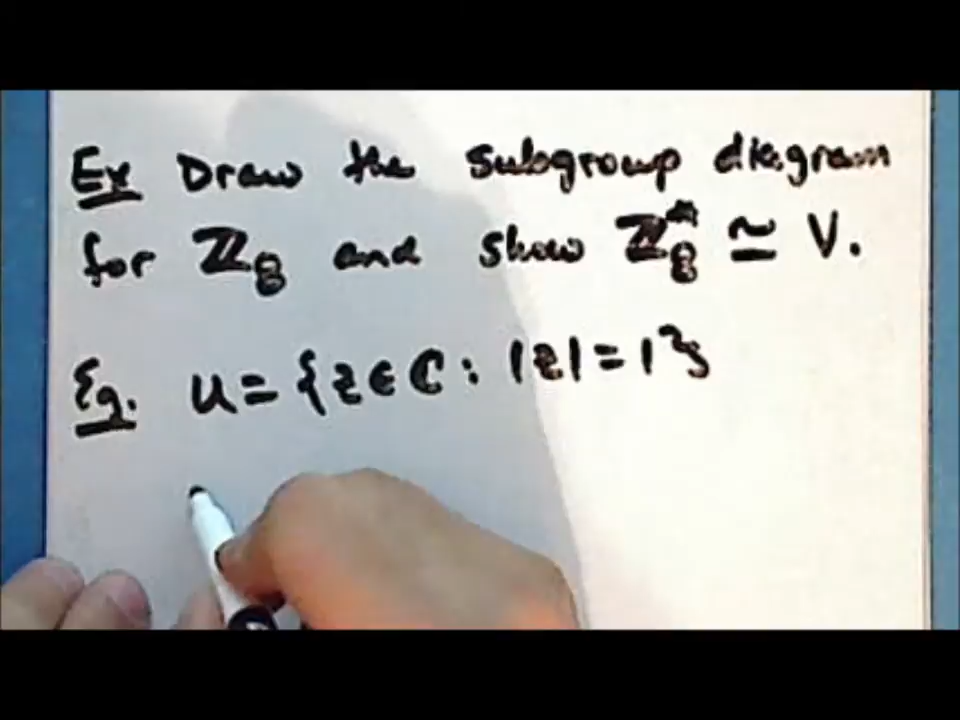 Ex Draw the subgroup diagram
for ℤ₈ and show ℤ₈* ≃ V.
Eg. U = {z ∈ ℂ : |z| = 1}